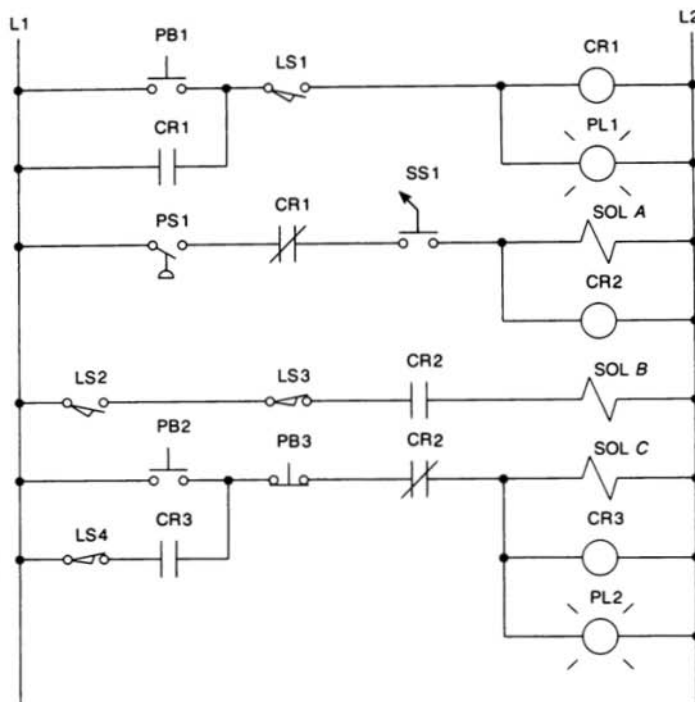 L1
L2
PB1
LS1
CR1
CR1
PL1
PS1
CR1
SS1
SOL A
CR2
LS2
LS3
CR2
SOL B
PB2
PB3
CR2
SOL C
LS4
CR3
CR3
PL2